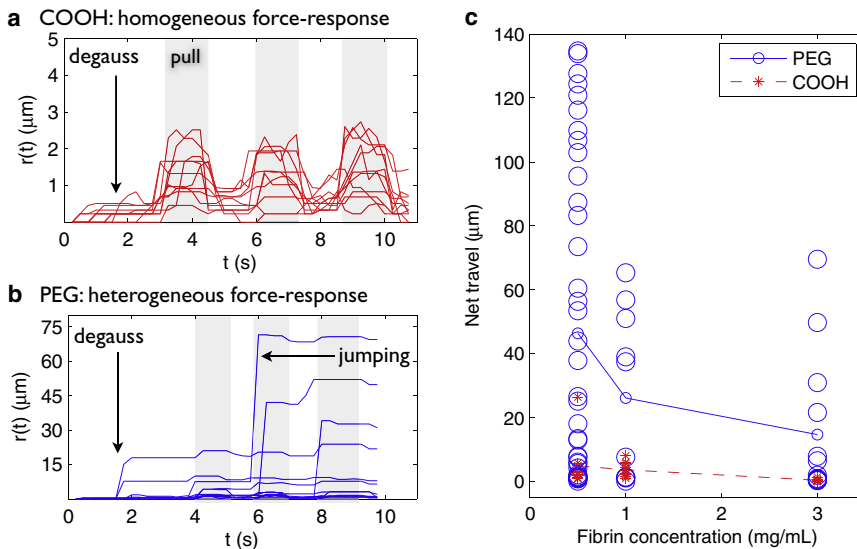 a COOH: homogeneous force-response
5
4
3
2
1
r(t) (μm)
degauss
pull
0 2 4 6 8 10
t (s)
b PEG: heterogeneous force-response
75
60
45
30
15
r(t) (μm)
degauss
jumping
0 2 4 6 8 10
t (s)
c
140
120
100
80
60
40
20
0
Net travel (μm)
PEG
COOH
0 1 2 3
Fibrin concentration (mg/mL)